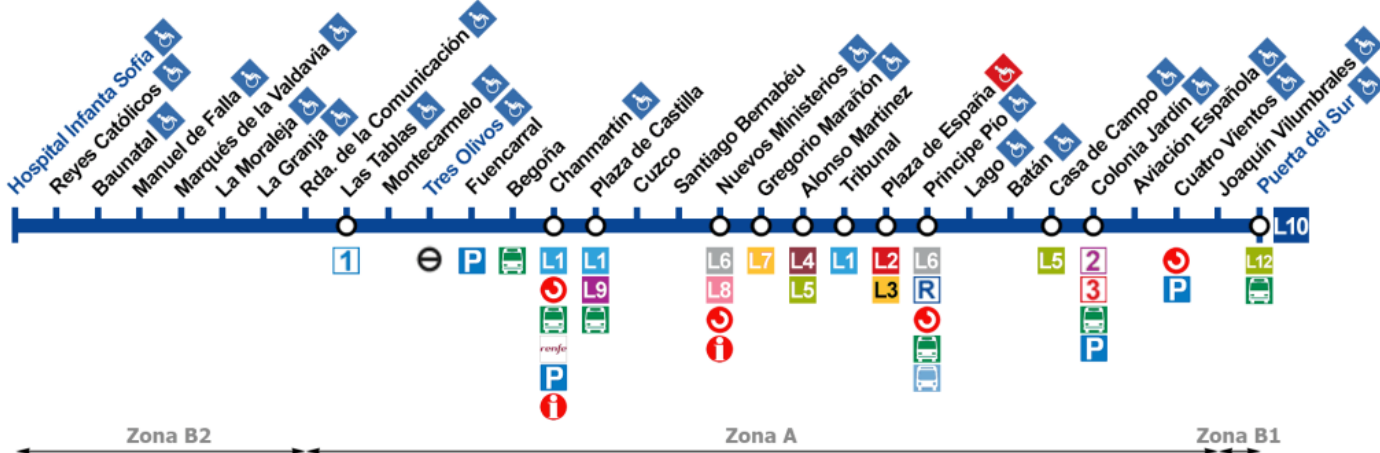 Hospital Infanta Sofía
Reyes Católicos
Baunatal
Manuel de Falla
Marqués de la Valdavia
La Moraleja
La Granja
Rda. de la Comunicación
Las Tablas
Montecarmelo
Tres Olivos
Fuencarral
Begoña
Chanmartín
Plaza de Castilla
Cuzco
Santiago Bernabéu
Nuevos Ministerios
Gregorio Marañón
Alonso Martínez
Tribunal
Plaza de España
Principe Pío
Lago
Batán
Casa de Campo
Colonia Jardín
Aviación Española
Cuatro Vientos
Joaquín Vilumbrales
Puerta del Sur
L10
1
P
L1
L1
L6
L7
L4
L1
L2
L6
L5
2
L12
L9
L8
L5
L3
R
3
P
renfe
i
P
P
i
Zona B2
Zona A
Zona B1